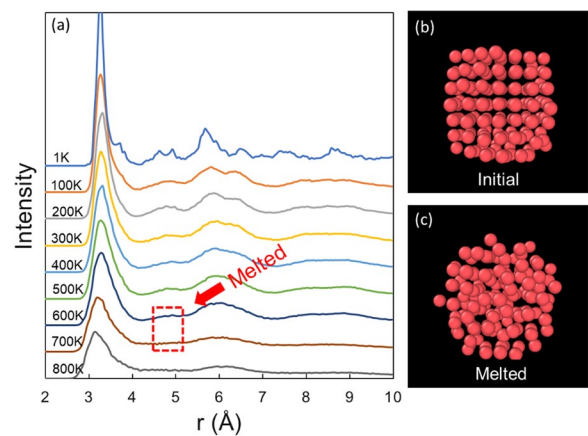 (a)
Intensity
1K
100K
200K
300K
400K
500K
600K
700K
800K
Melted
2 3 4 5 6 7 8 9 10
r (Å)
(b)
Initial
(c)
Melted